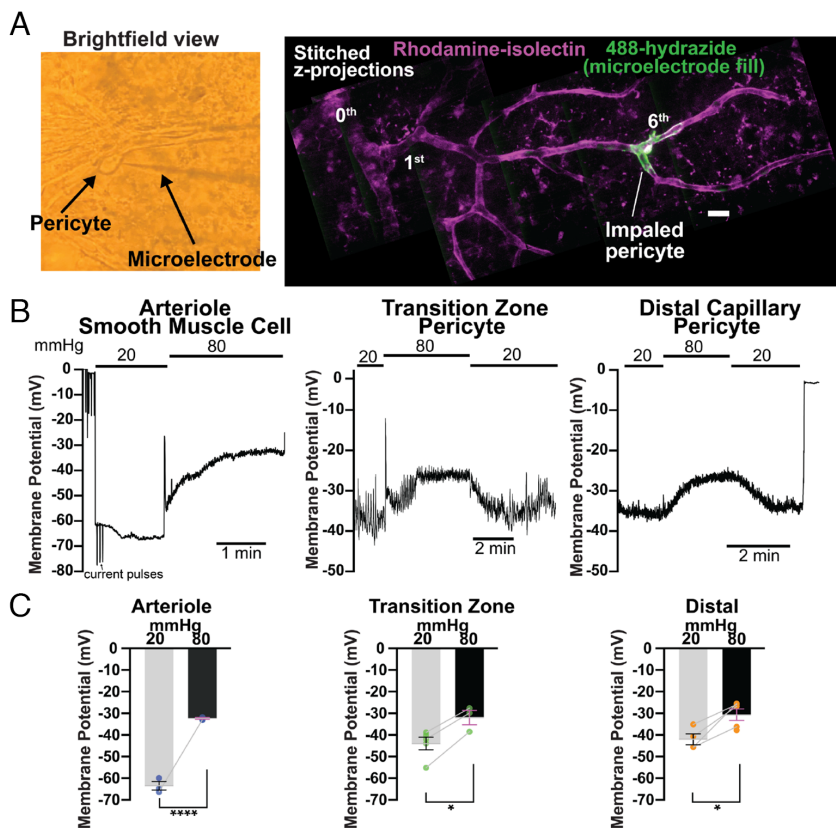 A
Brightfield view
Pericyte
Microelectrode
Stitched
z-projections
Rhodamine-isolectin
488-hydrazide
(microelectrode fill)
0th
1st
6th
Impaled
pericyte
B
Arteriole
Smooth Muscle Cell
mmHg
20
80
Membrane Potential (mV)
0
-10
-20
-30
-40
-50
-60
-70
-80
current pulses
1 min
Transition Zone
Pericyte
20
80
20
Membrane Potential (mV)
0
-10
-20
-30
-40
-50
2 min
Distal Capillary
Pericyte
20
80
20
Membrane Potential (mV)
0
-10
-20
-30
-40
-50
2 min
C
Arteriole
mmHg
20 80
Membrane Potential (mV)
0
-10
-20
-30
-40
-50
-60
-70
****
Transition Zone
mmHg
20 80
Membrane Potential (mV)
0
-10
-20
-30
-40
-50
-60
-70
*
Distal
mmHg
20 80
Membrane Potential (mV)
0
-10
-20
-30
-40
-50
-60
-70
*